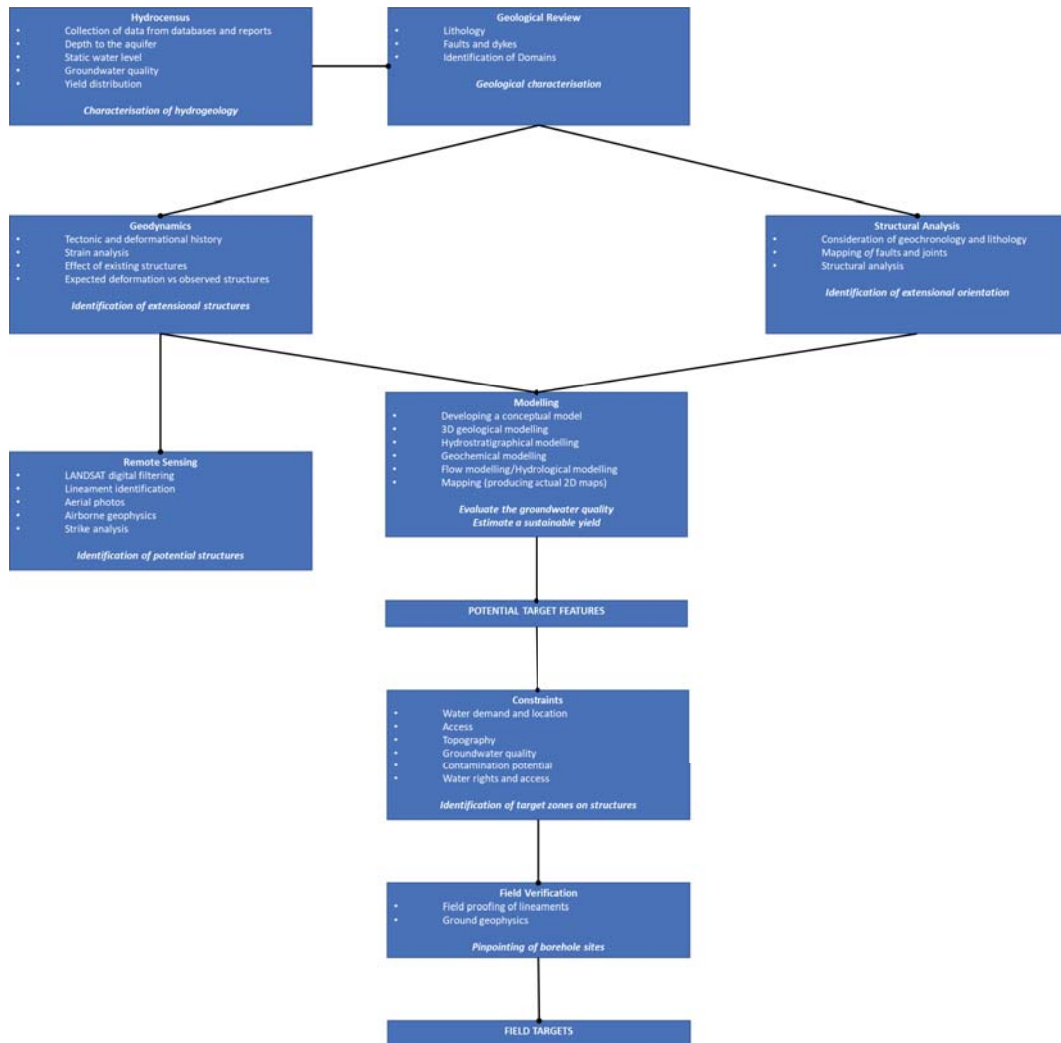 Hydrocensus
• Collection of data from databases and reports
• Depth to the aquifer
• Static water level
• Groundwater quality
• Yield distribution
Characterisation of hydrogeology
Geological Review
• Lithology
• Faults and dykes
• Identification of Domains
Geological characterisation
Geodynamics
• Tectonic and deformational history
• Strain analysis
• Effect of existing structures
• Expected deformation vs observed structures
Identification of extensional structures
Structural Analysis
• Consideration of geochronology and lithology
• Mapping of faults and joints
• Structural analysis
Identification of extensional orientation
Modelling
• Developing a conceptual model
• 3D geological modelling
• Hydrostratigraphical modelling
• Geochemical modelling
• Flow modelling/Hydrological modelling
• Mapping (producing actual 2D maps)
Evaluate the groundwater quality
Estimate a sustainable yield
Remote Sensing
• LANDSAT digital filtering
• Lineament identification
• Aerial photos
• Airborne geophysics
• Strike analysis
Identification of potential structures
POTENTIAL TARGET FEATURES
Constraints
• Water demand and location
• Access
• Topography
• Groundwater quality
• Contamination potential
• Water rights and access
Identification of target zones on structures
Field Verification
• Field proofing of lineaments
• Ground geophysics
Pinpointing of borehole sites
FIELD TARGETS